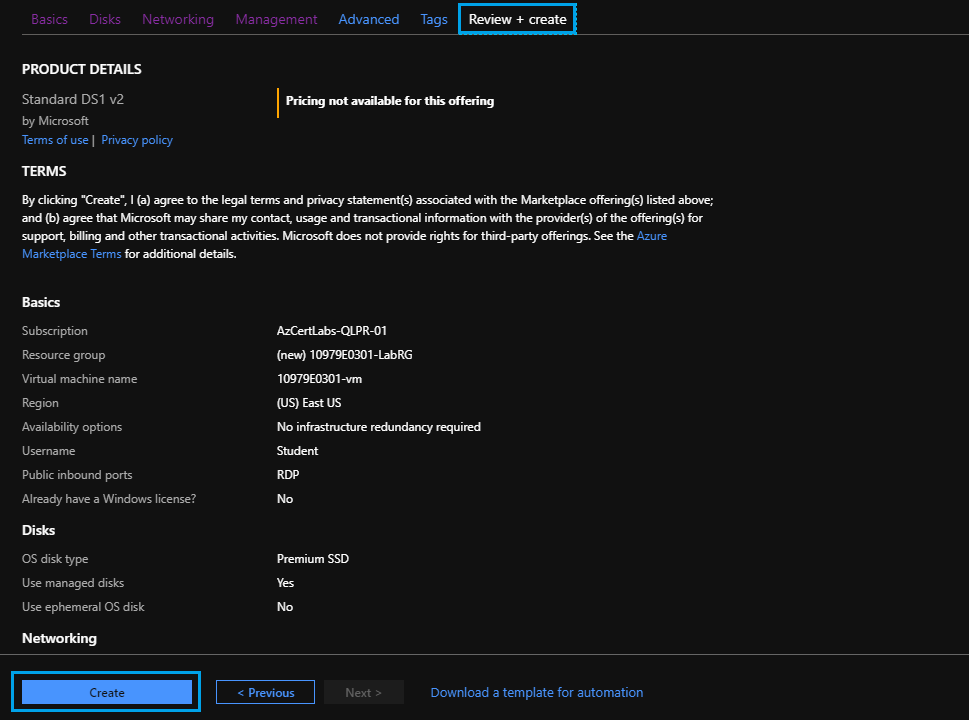 Basics Disks Networking Management Advanced Tags Review + create
PRODUCT DETAILS
Standard DS1 v2
by Microsoft
Terms of use | Privacy policy
Pricing not available for this offering
TERMS
By clicking "Create", I (a) agree to the legal terms and privacy statement(s) associated with the Marketplace offering(s) listed above;
and (b) agree that Microsoft may share my contact, usage and transactional information with the provider(s) of the offering(s) for
support, billing and other transactional activities. Microsoft does not provide rights for third-party offerings. See the Azure
Marketplace Terms for additional details.
Basics
Subscription AzCertLabs-QLPR-01
Resource group (new) 10979E0301-LabRG
Virtual machine name 10979E0301-vm
Region (US) East US
Availability options No infrastructure redundancy required
Username Student
Public inbound ports RDP
Already have a Windows license? No
Disks
OS disk type Premium SSD
Use managed disks Yes
Use ephemeral OS disk No
Networking
Create < Previous Next > Download a template for automation